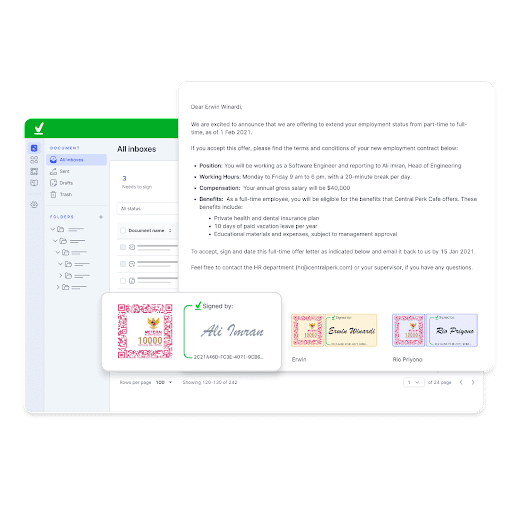 Dear Erwin Winardi,
We are excited to announce that we are offering to extend your employment status from part-time to full-
time, as of 1 Feb 2021.
If you accept this offer, please find the terms and conditions of your new employment contract below:
• Position: You will be working as a Software Engineer and reporting to Ali Imran, Head of Engineering
• Working Hours: Monday to Friday 9 am to 6 pm, with a 20-minute break per day.
• Compensation: Your annual gross salary will be $40,000
• Benefits: As a full-time employee, you will be eligible for the benefits that Central Perk Cafe offers. These
benefits include:
• Private health and dental insurance plan
• 10 days of paid vacation leave per year
• Educational materials and expenses, subject to management approval
To accept, sign and date this full-time offer letter as indicated below and email it back to us by 15 Jan 2021.
Feel free to contact the HR department (hr@centralperk.com) or your supervisor, if you have any questions.
DOCUMENT
All inboxes
Sent
Drafts
Trash
FOLDERS
All inboxes
3
Needs to sign
All status
Document name
METERAI
10000
Signed by:
Ali Imran
10000
Signed by:
Erwin Winardi
Erwin
10000
Signed by:
Rio Priyono
Rio Priyono
Rows per page 100
Showing 120-130 of 242
1
of 24 page